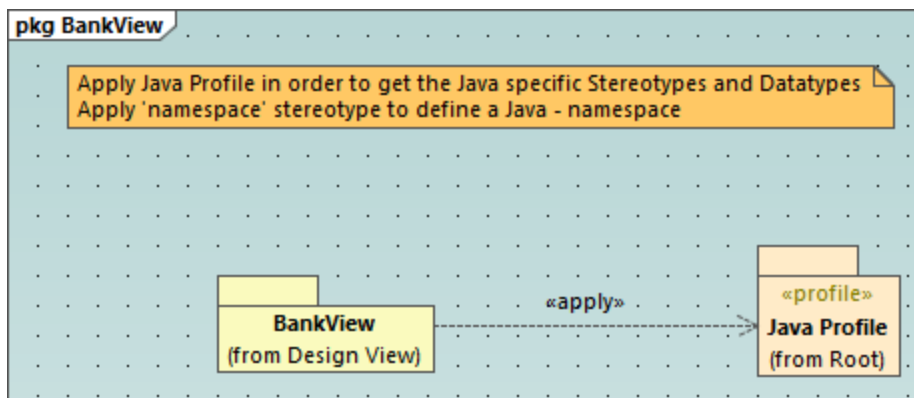 pkg BankView
Apply Java Profile in order to get the Java specific Stereotypes and Datatypes
Apply 'namespace' stereotype to define a Java - namespace
«apply»
«profile»
BankView
Java Profile
(from Design View)
(from Root)